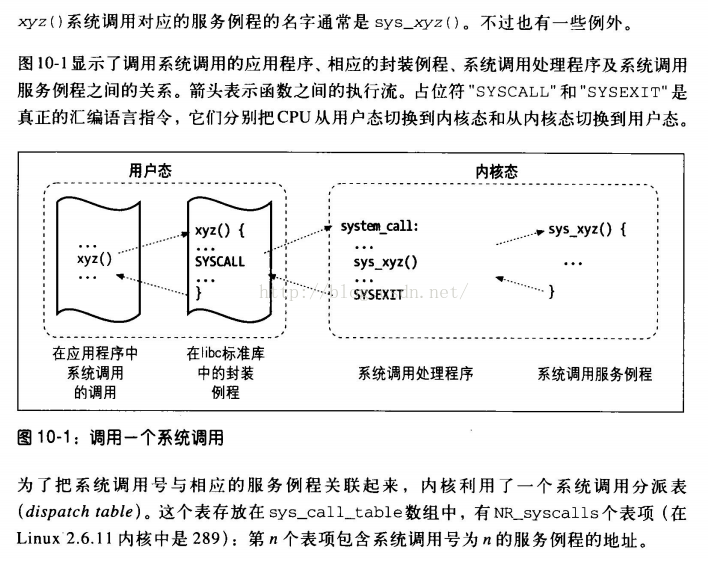 xyz()系统调用对应的服务例程的名字通常是sys_xyz()。不过也有一些例外。
图10-1显示了调用系统调用的应用程序、相应的封装例程、系统调用处理程序及系统调用
服务例程之间的关系。箭头表示函数之间的执行流。占位符"SYSCALL"和"SYSEXIT"是
真正的汇编语言指令，它们分别把CPU从用户态切换到内核态和从内核态切换到用户态。
用户态
内核态
...
xyz()
...
xyz() {
...
SYSCALL
...
}
system_call:
...
sys_xyz()
...
SYSEXIT
sys_xyz() {
...
}
在应用程序中
系统调用
的调用
在libc标准库
中的封装
例程
系统调用处理程序
系统调用服务例程
图10-1：调用一个系统调用
为了把系统调用号与相应的服务例程关联起来，内核利用了一个系统调用分派表
(dispatch table)。这个表存放在sys_call_table数组中，有NR_syscalls个表项（在
Linux 2.6.11内核中是289）：第n个表项包含系统调用号为n的服务例程的地址。